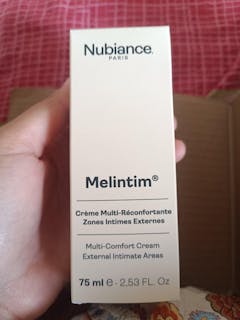 Nubiance
PARIS
Melintim®
Crème Multi-Réconfortante
Zones Intimes Externes
Multi-Comfort Cream
External Intimate Areas
75 ml ℮ - 2,53 FL. Oz